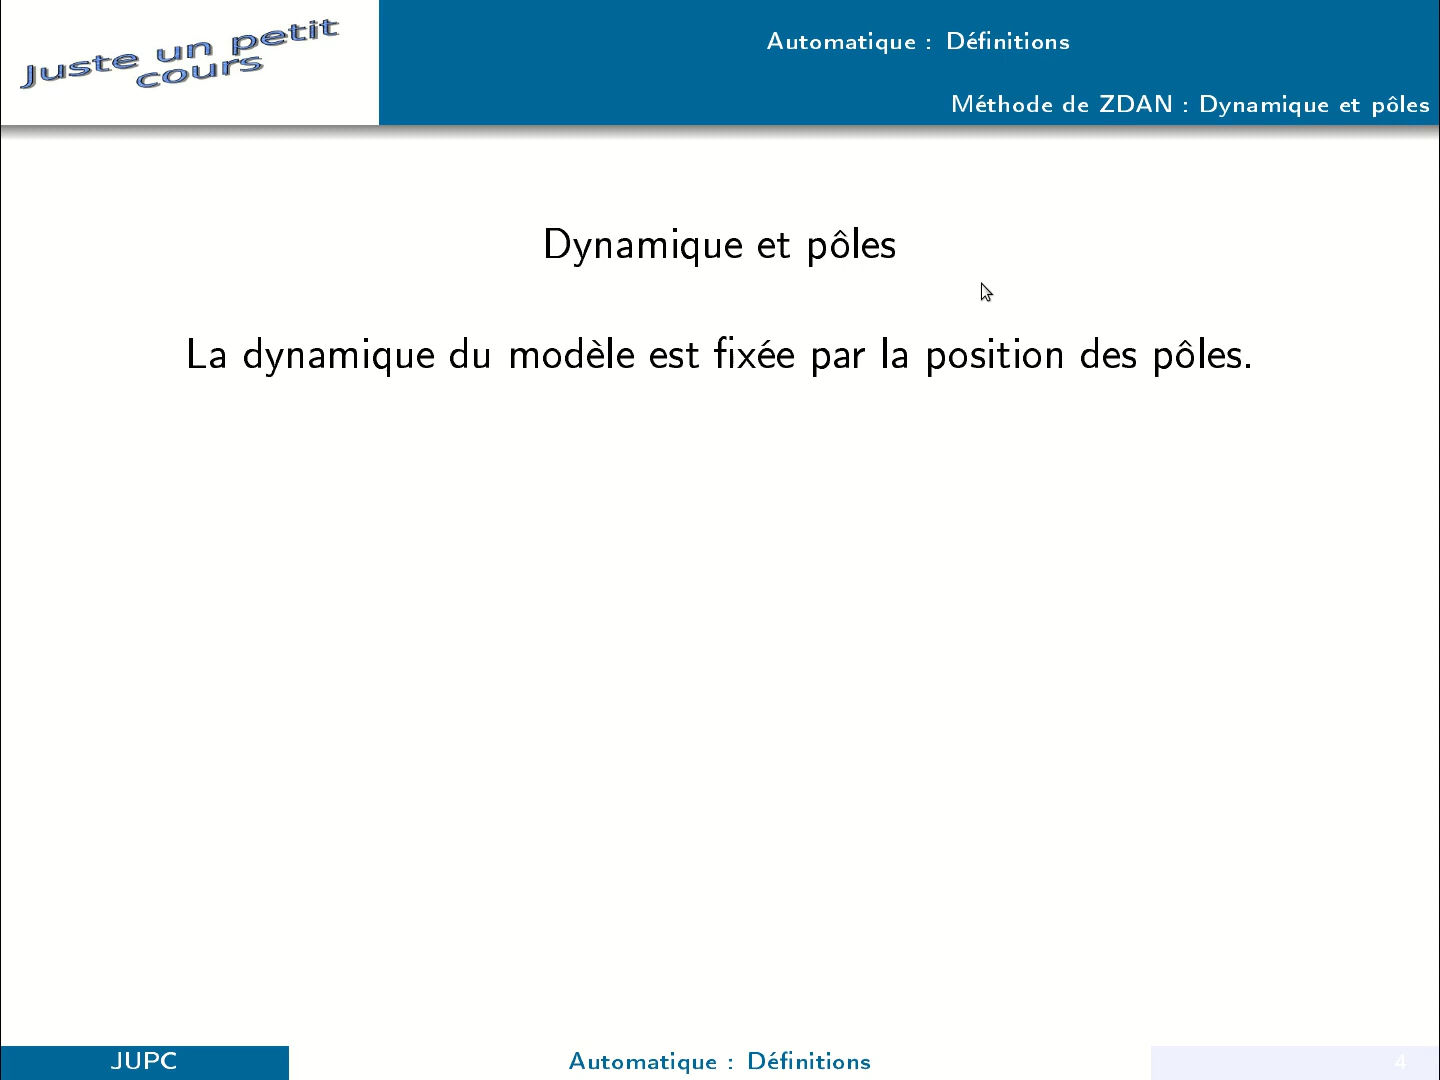 Juste un petit
cours
Automatique : Définitions
Méthode de ZDAN : Dynamique et pôles
Dynamique et pôles
La dynamique du modèle est fixée par la position des pôles.
JUPC
Automatique : Définitions
4